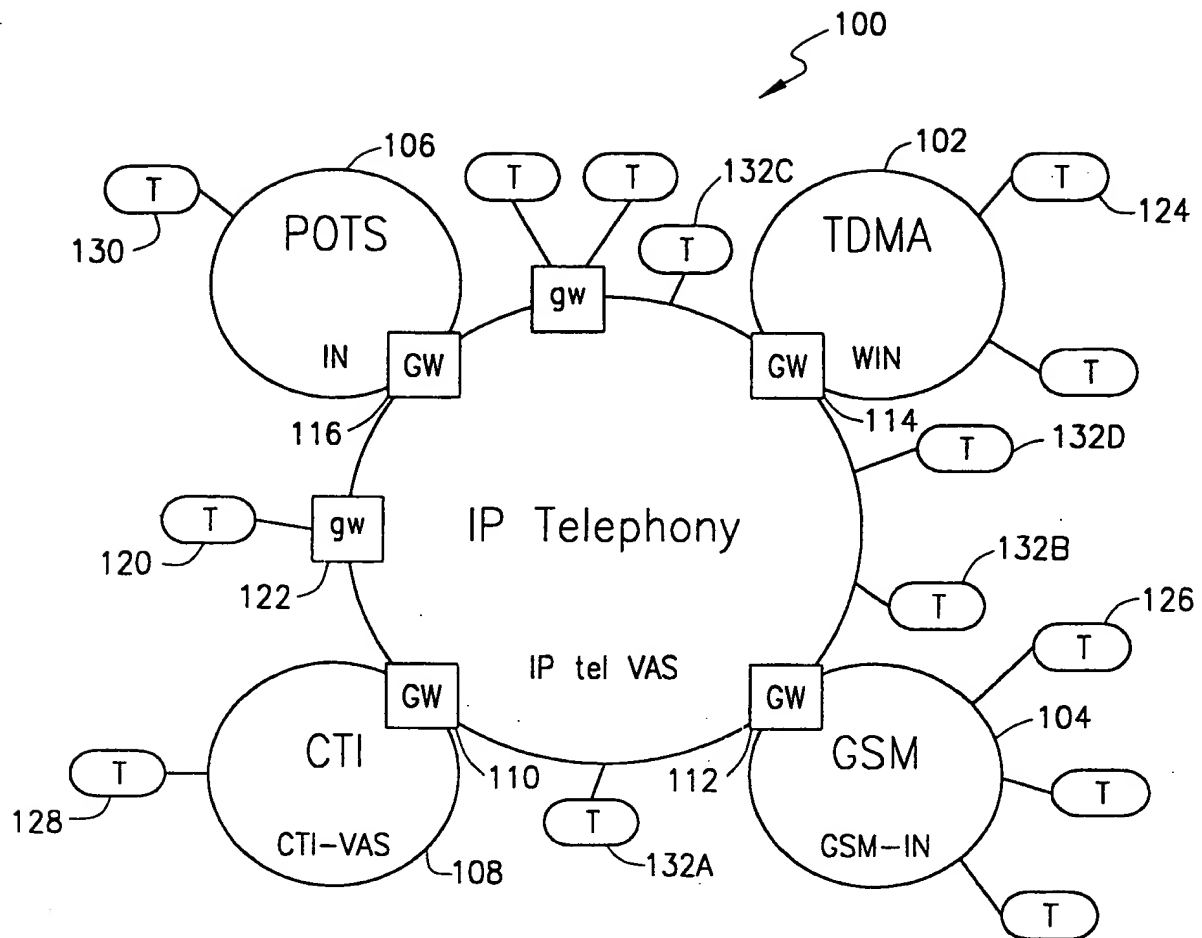 100
106
102
T
T
T
132C
T
T
POTS
TDMA
130
124
gw
IN
GW
GW
WIN
T
116
114
T
132D
T
gw
IP Telephony
120
122
132B
T
126
T
IP tel VAS
GW
GW
104
CTI
GSM
T
110
112
T
T
128
CTI-VAS
108
132A
GSM-IN
T